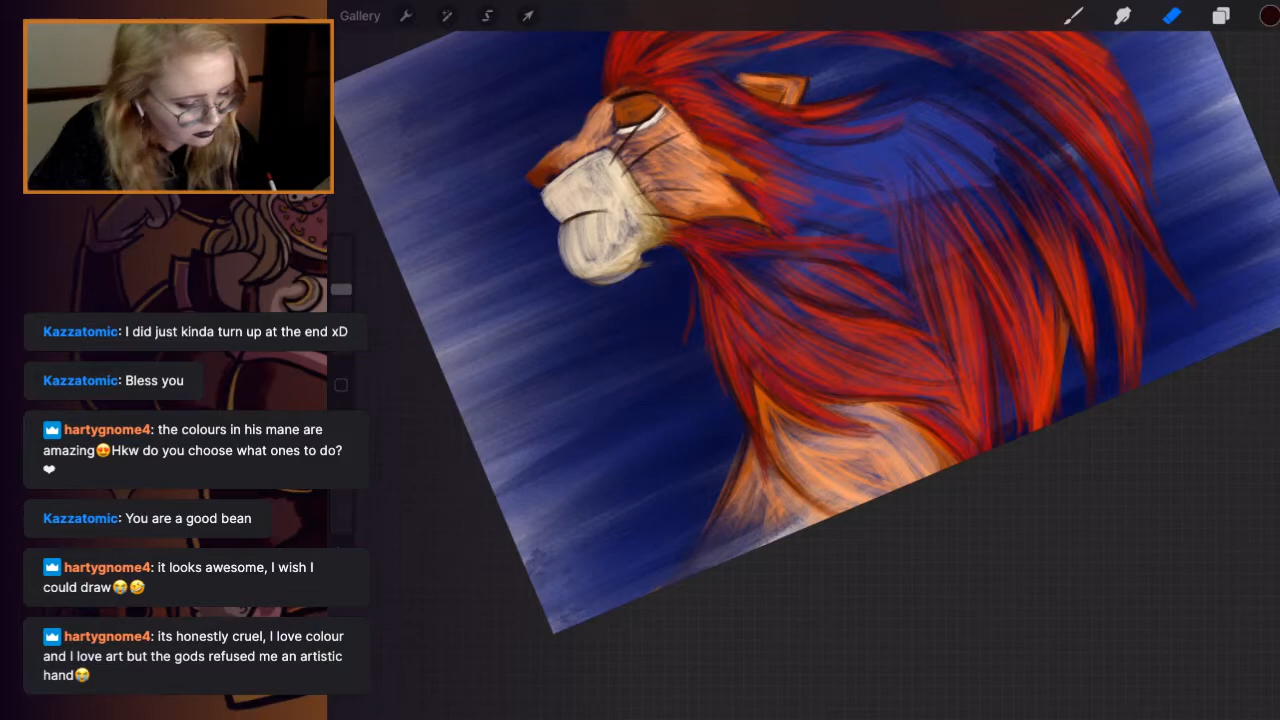 Gallery
Kazzatomic: I did just kinda turn up at the end xD
Kazzatomic: Bless you
hartygnome4: the colours in his mane are
amazing😍Hkw do you choose what ones to do?
❤
Kazzatomic: You are a good bean
hartygnome4: it looks awesome, I wish I
could draw😭🤣
hartygnome4: its honestly cruel, I love colour
and I love art but the gods refused me an artistic
hand😭